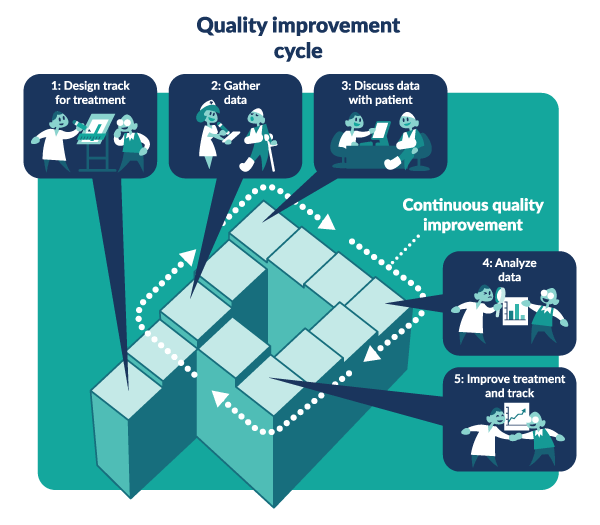 Quality improvement
cycle
1: Design track
for treatment
2: Gather
data
3: Discuss data
with patient
Continuous quality
improvement
4: Analyze
data
5: Improve treatment
and track